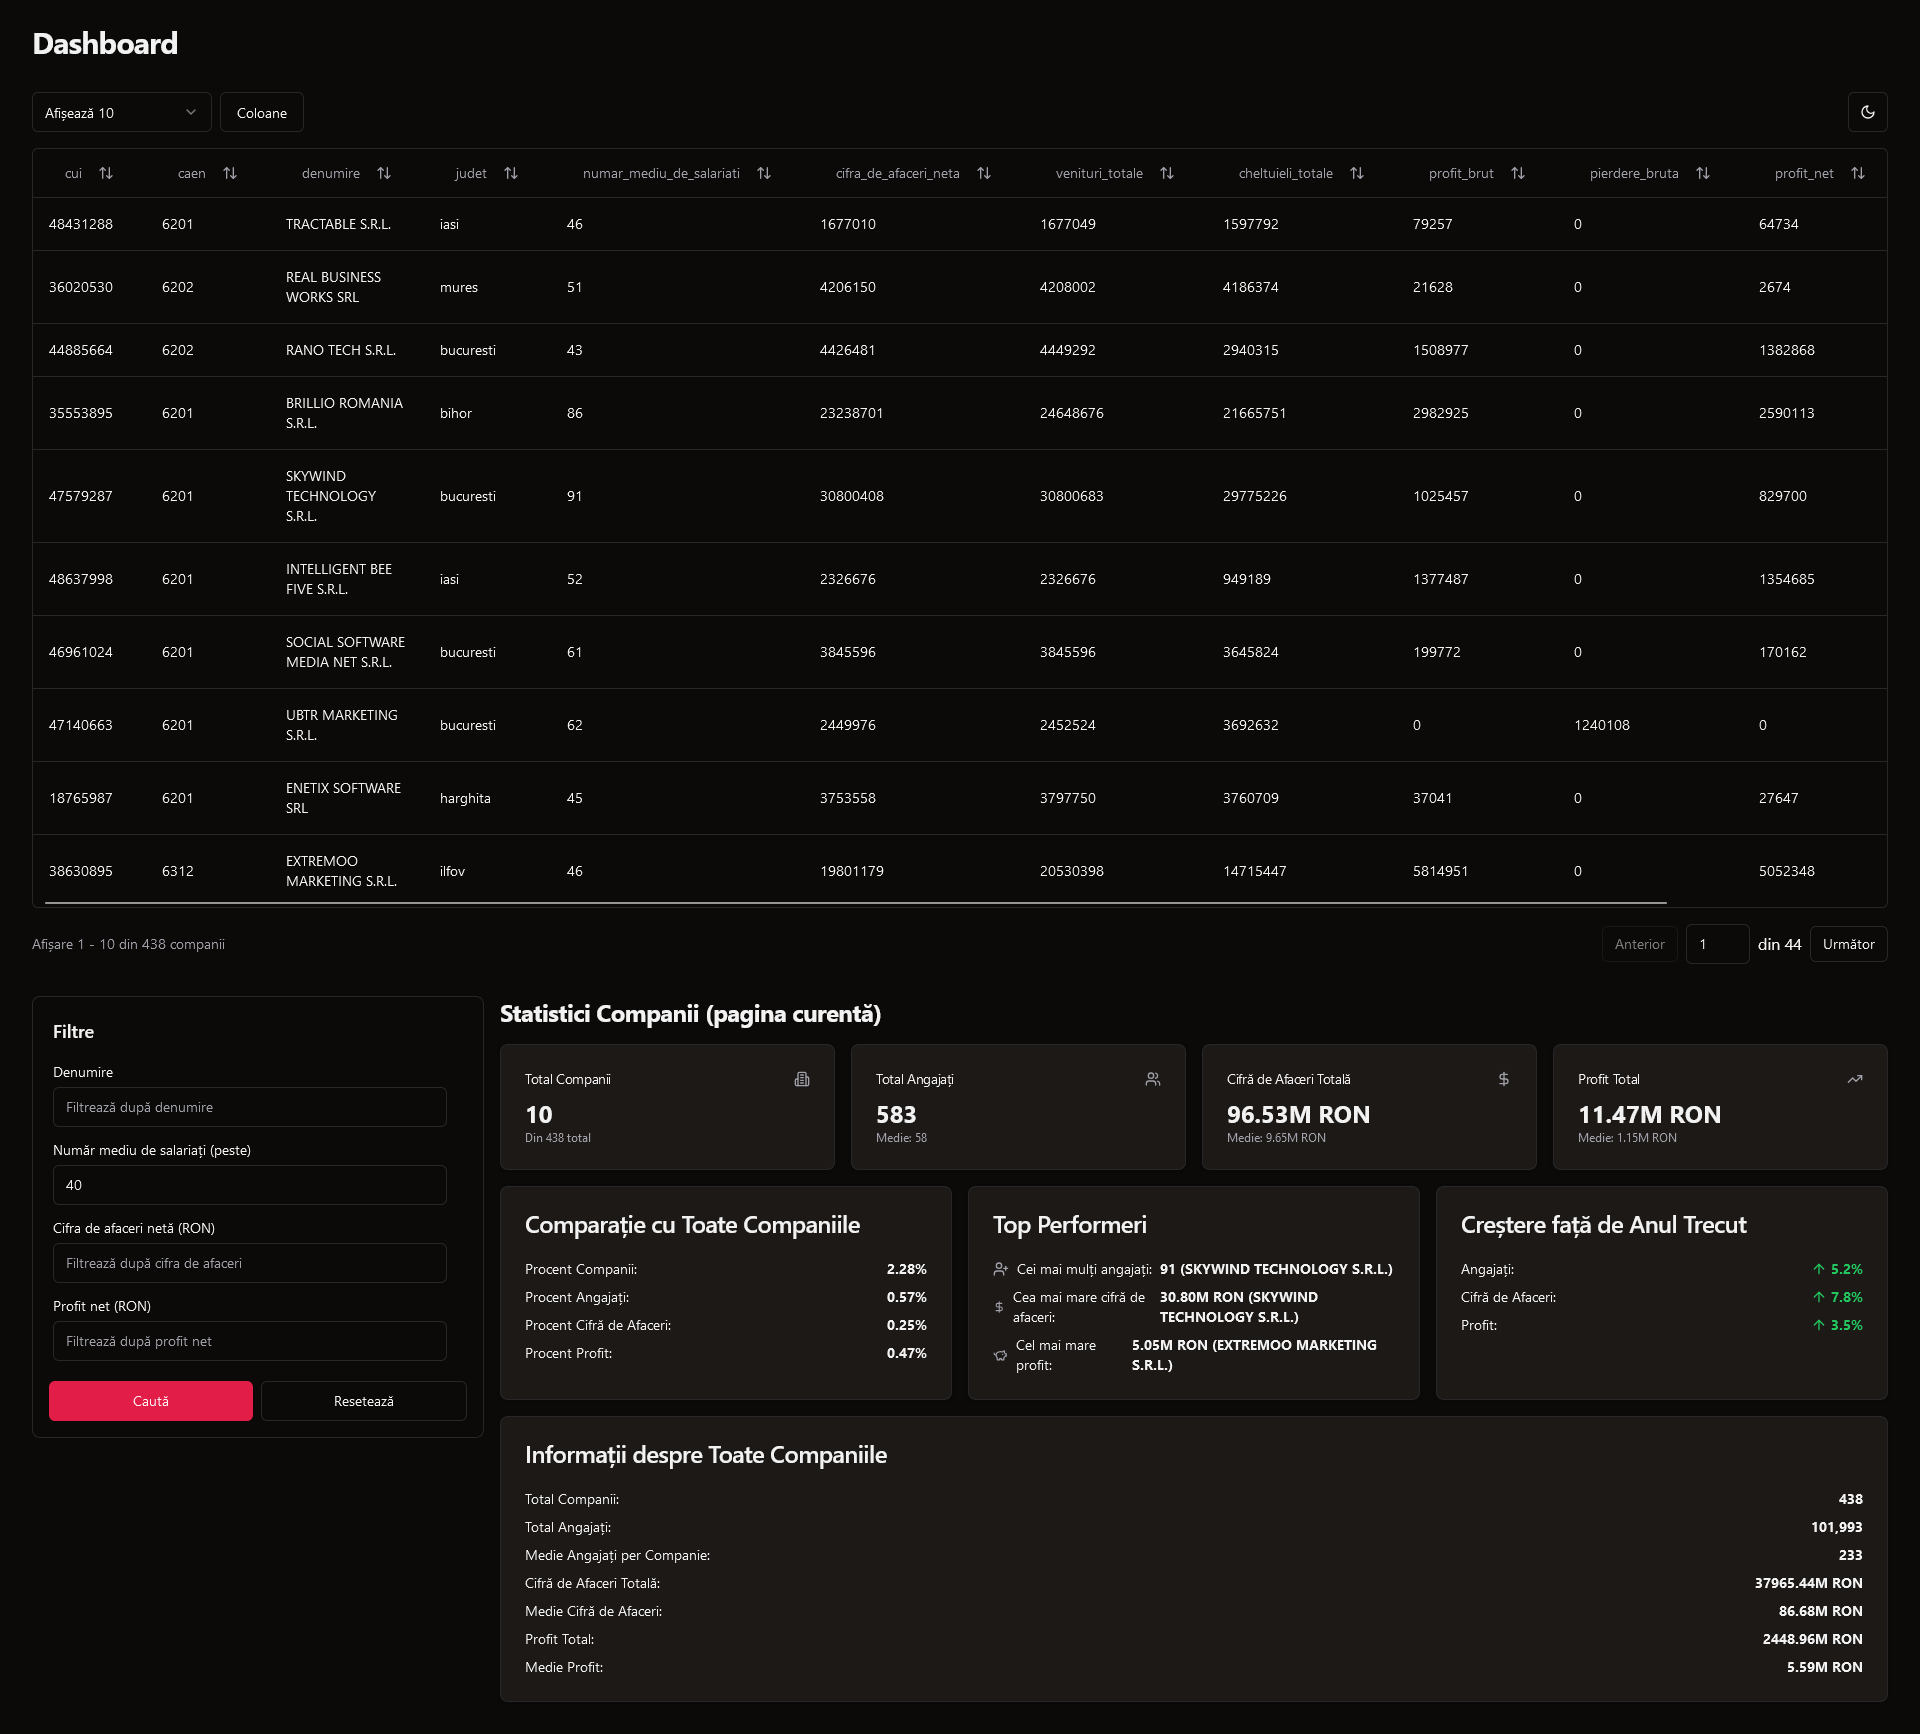 Dashboard
Afișează 10
Coloane
cui caen denumire judet numar_mediu_de_salariati cifra_de_afaceri_neta venituri_totale cheltuieli_totale profit_brut pierdere_bruta profit_net
48431288 6201 TRACTABLE S.R.L. iasi 46 1677010 1677049 1597792 79257 0 64734
36020530 6202 REAL BUSINESS WORKS SRL mures 51 4206150 4208002 4186374 21628 0 2674
44885664 6202 RANO TECH S.R.L. bucuresti 43 4426481 4449292 2940315 1508977 0 1382868
35553895 6201 BRILLIO ROMANIA S.R.L. bihor 86 23238701 24648676 21665751 2982925 0 2590113
47579287 6201 SKYWIND TECHNOLOGY S.R.L. bucuresti 91 30800408 30800683 29775226 1025457 0 829700
48637998 6201 INTELLIGENT BEE FIVE S.R.L. iasi 52 2326676 2326676 949189 1377487 0 1354685
46961024 6201 SOCIAL SOFTWARE MEDIA NET S.R.L. bucuresti 61 3845596 3845596 3645824 199772 0 170162
47140663 6201 UBTR MARKETING S.R.L. bucuresti 62 2449976 2452524 3692632 0 1240108 0
18765987 6201 ENETIX SOFTWARE SRL harghita 45 3753558 3797750 3760709 37041 0 27647
38630895 6312 EXTREMOO MARKETING S.R.L. ilfov 46 19801179 20530398 14715447 5814951 0 5052348
Afișare 1 - 10 din 438 companii
Anterior 1 din 44 Următor
Filtre
Denumire
Filtrează după denumire
Număr mediu de salariați (peste)
40
Cifra de afaceri netă (RON)
Filtrează după cifra de afaceri
Profit net (RON)
Filtrează după profit net
Caută
Resetează
Statistici Companii (pagina curentă)
Total Companii
10
Din 438 total
Total Angajați
583
Medie: 58
Cifră de Afaceri Totală
96.53M RON
Medie: 9.65M RON
Profit Total
11.47M RON
Medie: 1.15M RON
Comparație cu Toate Companiile
Procent Companii: 2.28%
Procent Angajați: 0.57%
Procent Cifră de Afaceri: 0.25%
Procent Profit: 0.47%
Top Performeri
Cei mai mulți angajați: 91 (SKYWIND TECHNOLOGY S.R.L.)
Cea mai mare cifră de afaceri: 30.80M RON (SKYWIND TECHNOLOGY S.R.L.)
Cel mai mare profit: 5.05M RON (EXTREMOO MARKETING S.R.L.)
Creștere față de Anul Trecut
Angajați: ↑ 5.2%
Cifră de Afaceri: ↑ 7.8%
Profit: ↑ 3.5%
Informații despre Toate Companiile
Total Companii: 438
Total Angajați: 101,993
Medie Angajați per Companie: 233
Cifră de Afaceri Totală: 37965.44M RON
Medie Cifră de Afaceri: 86.68M RON
Profit Total: 2448.96M RON
Medie Profit: 5.59M RON